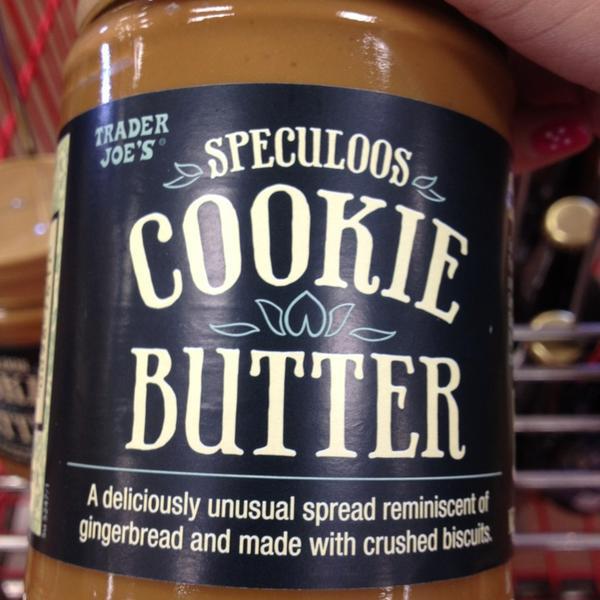 TRADER
JOE'S
SPECULOOS
COOKIE
BUTTER
A deliciously unusual spread reminiscent of
gingerbread and made with crushed biscuits.